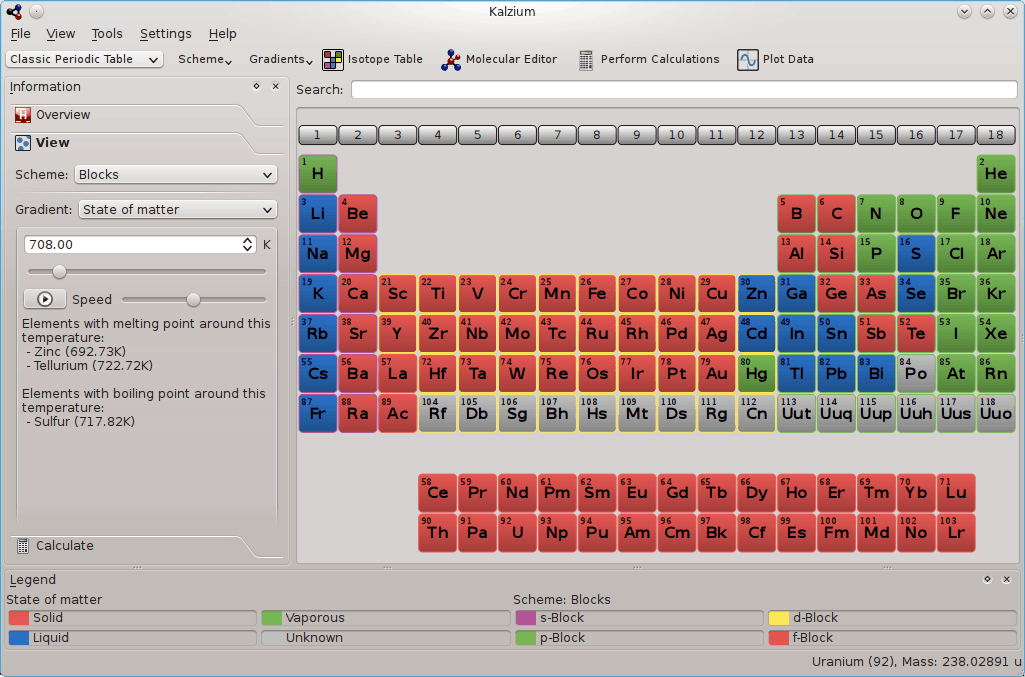 Kalzium
File View Tools Settings Help
Classic Periodic Table Scheme Gradients Isotope Table Molecular Editor Perform Calculations Plot Data
Information
Search:
Overview
View
Scheme: Blocks
Gradient: State of matter
708.00 K
Speed
Elements with melting point around this
temperature:
- Zinc (692.73K)
- Tellurium (722.72K)
Elements with boiling point around this
temperature:
- Sulfur (717.82K)
Calculate
1 2 3 4 5 6 7 8 9 10 11 12 13 14 15 16 17 18
1 H 2 He
3 Li 4 Be 5 B 6 C 7 N 8 O 9 F 10 Ne
11 Na 12 Mg 13 Al 14 Si 15 P 16 S 17 Cl 18 Ar
19 K 20 Ca 21 Sc 22 Ti 23 V 24 Cr 25 Mn 26 Fe 27 Co 28 Ni 29 Cu 30 Zn 31 Ga 32 Ge 33 As 34 Se 35 Br 36 Kr
37 Rb 38 Sr 39 Y 40 Zr 41 Nb 42 Mo 43 Tc 44 Ru 45 Rh 46 Pd 47 Ag 48 Cd 49 In 50 Sn 51 Sb 52 Te 53 I 54 Xe
55 Cs 56 Ba 57 La 72 Hf 73 Ta 74 W 75 Re 76 Os 77 Ir 78 Pt 79 Au 80 Hg 81 Tl 82 Pb 83 Bi 84 Po 85 At 86 Rn
87 Fr 88 Ra 89 Ac 104 Rf 105 Db 106 Sg 107 Bh 108 Hs 109 Mt 110 Ds 111 Rg 112 Cn 113 Uut 114 Uuq 115 Uup 116 Uuh 117 Uus 118 Uuo
58 Ce 59 Pr 60 Nd 61 Pm 62 Sm 63 Eu 64 Gd 65 Tb 66 Dy 67 Ho 68 Er 69 Tm 70 Yb 71 Lu
90 Th 91 Pa 92 U 93 Np 94 Pu 95 Am 96 Cm 97 Bk 98 Cf 99 Es 100 Fm 101 Md 102 No 103 Lr
Legend
State of matter Scheme: Blocks
Solid Vaporous s-Block d-Block
Liquid Unknown p-Block f-Block
Uranium (92), Mass: 238.02891 u